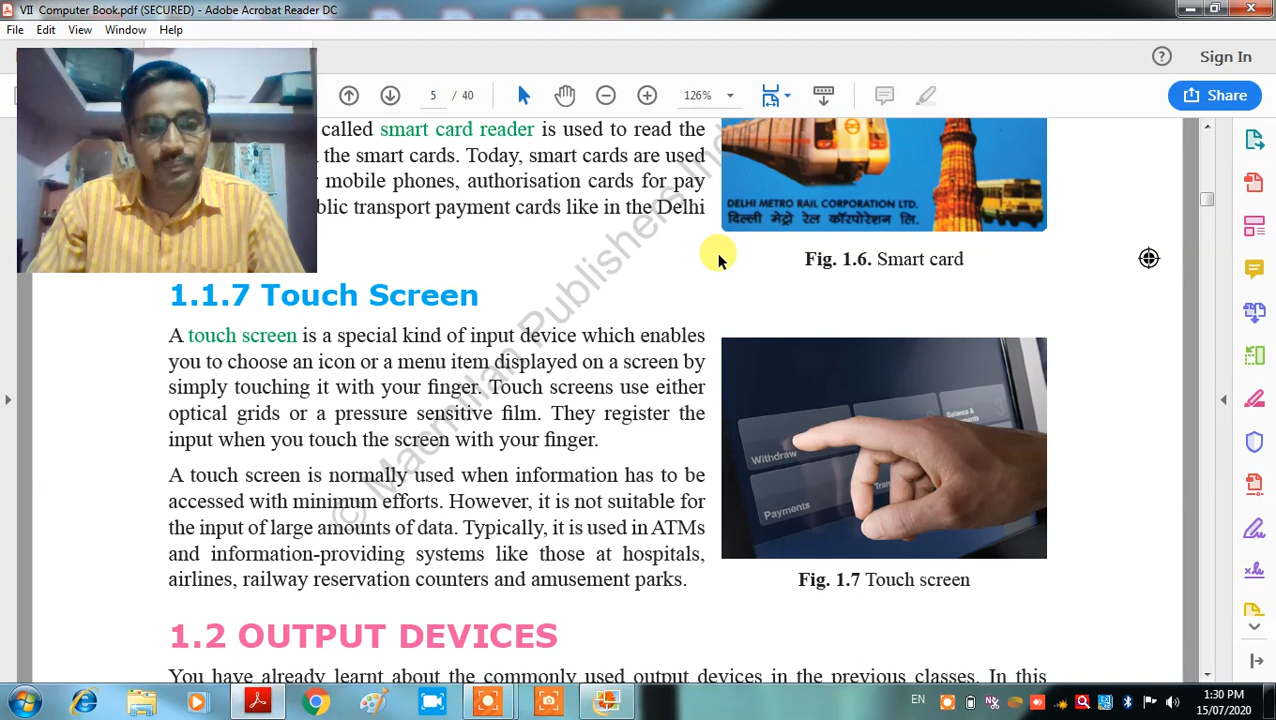 VII Computer Book.pdf (SECURED) - Adobe Acrobat Reader DC
File Edit View Window Help
5 / 40
126%
Sign In
Share
called smart card reader is used to read the
the smart cards. Today, smart cards are used
mobile phones, authorisation cards for pay
blic transport payment cards like in the Delhi
DELHI METRO RAIL CORPORATION LTD.
दिल्ली मेट्रो रेल कॉरपोरेशन लि.
Fig. 1.6. Smart card
1.1.7 Touch Screen
A touch screen is a special kind of input device which enables
you to choose an icon or a menu item displayed on a screen by
simply touching it with your finger. Touch screens use either
optical grids or a pressure sensitive film. They register the
input when you touch the screen with your finger.
A touch screen is normally used when information has to be
accessed with minimum efforts. However, it is not suitable for
the input of large amounts of data. Typically, it is used in ATMs
and information-providing systems like those at hospitals,
airlines, railway reservation counters and amusement parks.
Balance &
Withdraw
Payments
Fig. 1.7 Touch screen
© Macmillan Publishers Ind
1.2 OUTPUT DEVICES
You have already learnt about the commonly used output devices in the previous classes. In this
EN
1:30 PM
15/07/2020